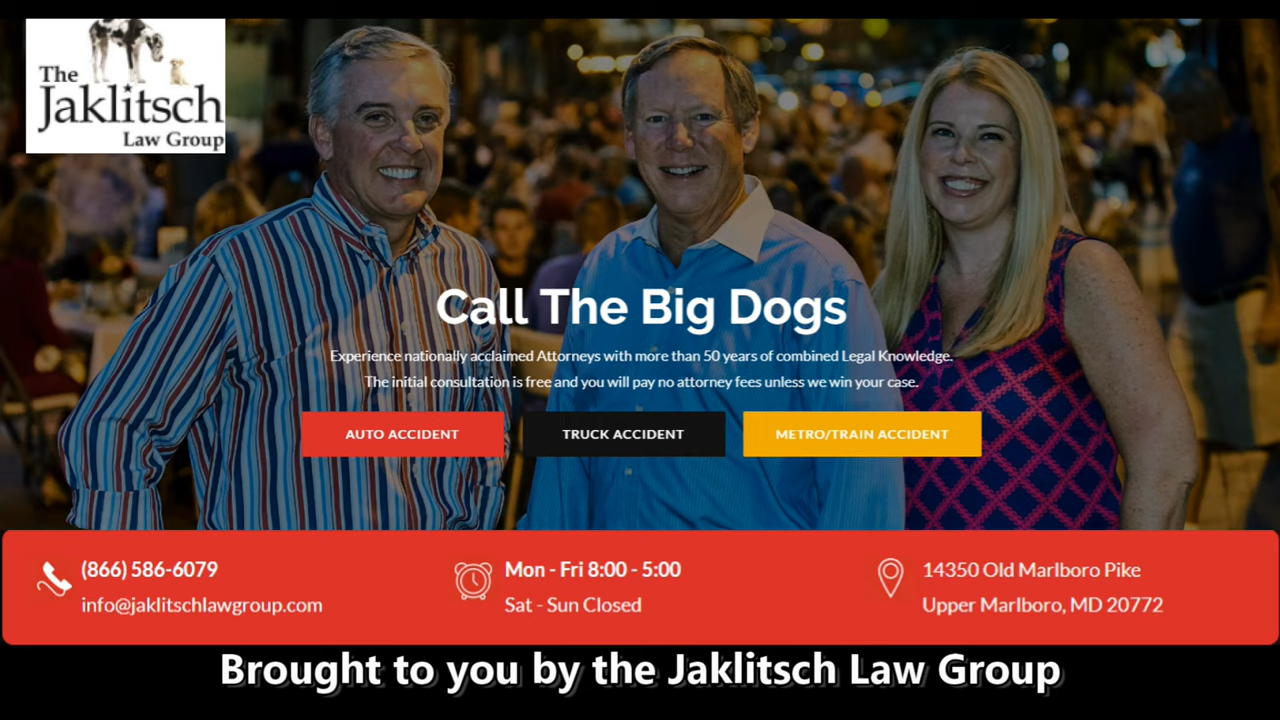 The
Jaklitsch
Law Group
Call The Big Dogs
Experience nationally acclaimed Attorneys with more than 50 years of combined Legal Knowledge.
The initial consultation is free and you will pay no attorney fees unless we win your case.
AUTO ACCIDENT
TRUCK ACCIDENT
METRO/TRAIN ACCIDENT
(866) 586-6079
info@jaklitschlawgroup.com
Mon - Fri 8:00 - 5:00
Sat - Sun Closed
14350 Old Marlboro Pike
Upper Marlboro, MD 20772
Brought to you by the Jaklitsch Law Group